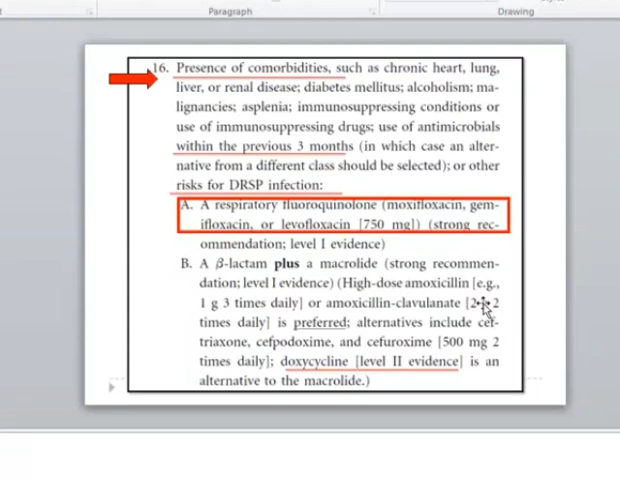 Paragraph
Drawing
16. Presence of comorbidities, such as chronic heart, lung,
liver, or renal disease; diabetes mellitus; alcoholism; ma-
lignancies; asplenia; immunosuppressing conditions or
use of immunosuppressing drugs; use of antimicrobials
within the previous 3 months (in which case an alter-
native from a different class should be selected); or other
risks for DRSP infection:
A. A respiratory fluoroquinolone (moxifloxacin, gem-
ifloxacin, or levofloxacin [750 mg]) (strong rec-
ommendation; level I evidence)
B. A β-lactam plus a macrolide (strong recommen-
dation; level I evidence) (High-dose amoxicillin [e.g.,
1 g 3 times daily] or amoxicillin-clavulanate [2 2
times daily] is preferred; alternatives include cef-
triaxone, cefpodoxime, and cefuroxime [500 mg 2
times daily]; doxycycline [level II evidence] is an
alternative to the macrolide.)